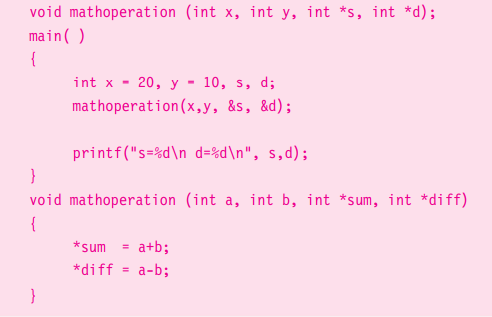 void mathoperation (int x, int y, int *s, int *d);
main( )
{
int x = 20, y = 10, s, d;
mathoperation(x,y, &s, &d);
printf("s=%d\n d=%d\n", s,d);
}
void mathoperation (int a, int b, int *sum, int *diff)
{
*sum = a+b;
*diff = a-b;
}